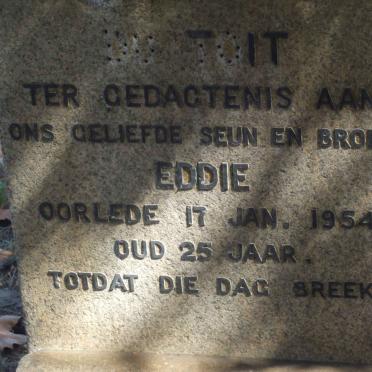 DU TOIT
TER GEDAGTENIS AAN
ONS GELIEFDE SEUN EN BROE
EDDIE
OORLEDE 17 JAN. 1954
OUD 25 JAAR.
TOTDAT DIE DAG BREEK